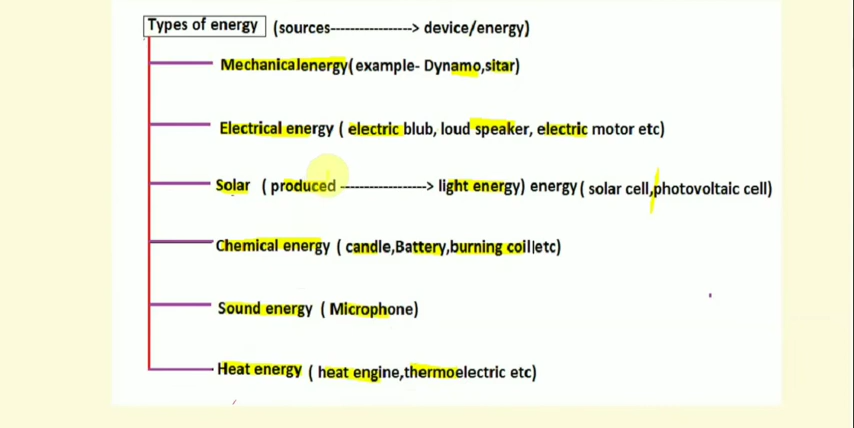 Types of energy (sources-----------------> device/energy)
Mechanicalenergy(example- Dynamo,sitar)
Electrical energy ( electric blub, loud speaker, electric motor etc)
Solar ( produced ------------------> light energy) energy ( solar cell,photovoltaic cell)
Chemical energy ( candle,Battery,burning coil etc)
Sound energy ( Microphone)
Heat energy ( heat engine,thermoelectric etc)